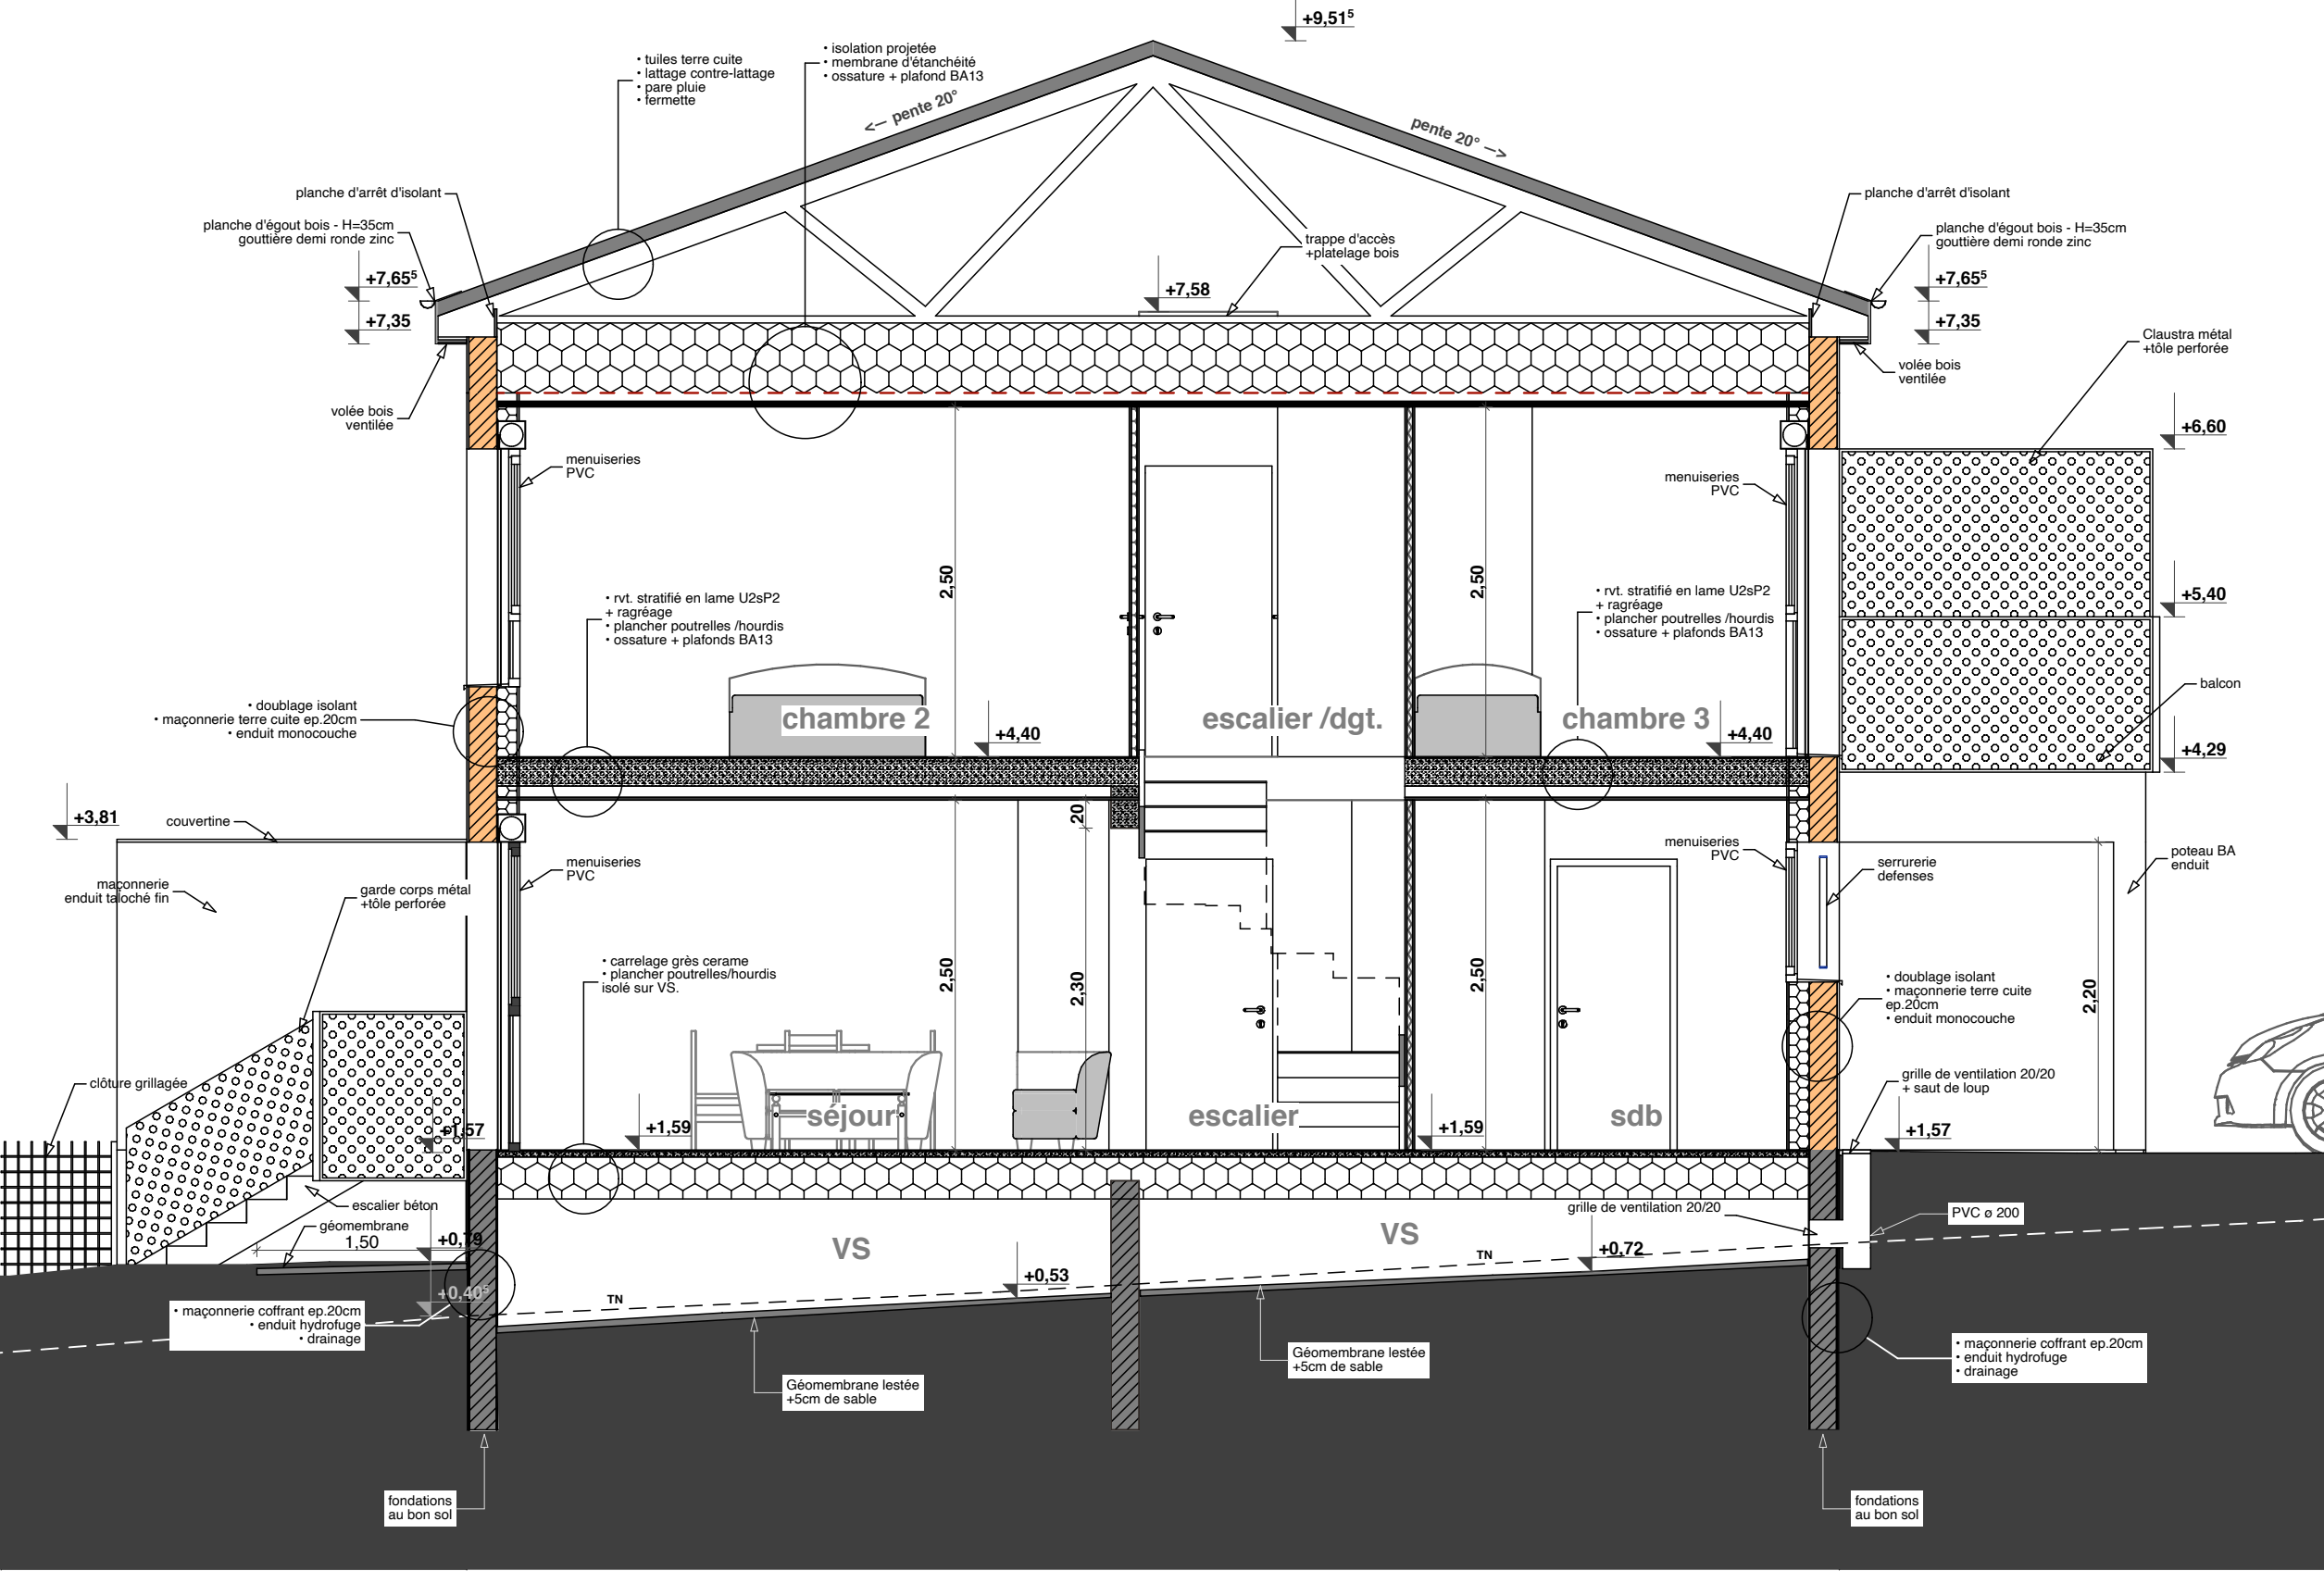 +9,51⁵
• tuiles terre cuite
• lattage contre-lattage
• pare pluie
• fermette
• isolation projetée
• membrane d'étanchéité
• ossature + plafond BA13
<— pente 20°
pente 20° —>
planche d'arrêt d'isolant
planche d'égout bois - H=35cm
gouttière demi ronde zinc
+7,65⁵
+7,35
volée bois
ventilée
trappe d'accès
+platelage bois
+7,58
planche d'arrêt d'isolant
planche d'égout bois - H=35cm
gouttière demi ronde zinc
+7,65⁵
+7,35
volée bois
ventilée
Claustra métal
+tôle perforée
+6,60
+5,40
balcon
+4,29
menuiseries
PVC
2,50
• rvt. stratifié en lame U2sP2
+ ragréage
• plancher poutrelles /hourdis
• ossature + plafonds BA13
chambre 2
+4,40
escalier /dgt.
menuiseries
PVC
2,50
• rvt. stratifié en lame U2sP2
+ ragréage
• plancher poutrelles /hourdis
• ossature + plafonds BA13
chambre 3
+4,40
• doublage isolant
• maçonnerie terre cuite ep.20cm
• enduit monocouche
+3,81
couvertine
maçonnerie
enduit taloché fin
garde corps métal
+tôle perforée
clôture grillagée
+1,57
escalier béton
géomembrane
1,50
+0,79
+0,40⁵
menuiseries
PVC
• carrelage grès cerame
• plancher poutrelles/hourdis
isolé sur VS.
2,50
20
2,30
séjour
+1,59
escalier
2,50
+1,59
sdb
menuiseries
PVC
serrurerie
defenses
poteau BA
enduit
2,20
• doublage isolant
• maçonnerie terre cuite
ep.20cm
• enduit monocouche
grille de ventilation 20/20
+ saut de loup
+1,57
grille de ventilation 20/20
PVC ø 200
VS
VS
+0,53
+0,72
TN
TN
• maçonnerie coffrant ep.20cm
• enduit hydrofuge
• drainage
Géomembrane lestée
+5cm de sable
Géomembrane lestée
+5cm de sable
• maçonnerie coffrant ep.20cm
• enduit hydrofuge
• drainage
fondations
au bon sol
fondations
au bon sol